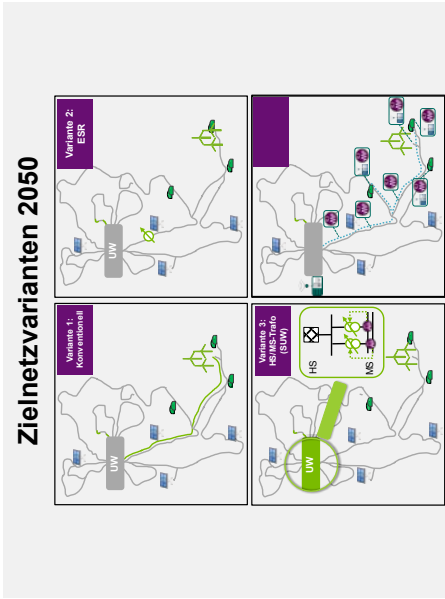 Zielnetzvarianten 2050
Variante 1:
Konventionell
UW
Variante 2:
ESR
UW
Variante 3:
HS/MS-Trafo
(SUW)
HS
MS
UW
UW